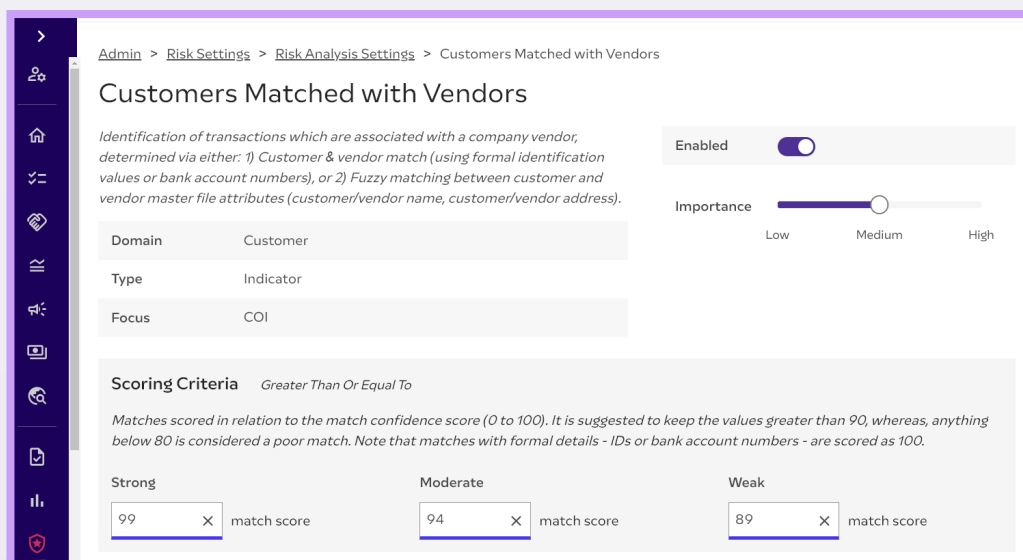 Admin > Risk Settings > Risk Analysis Settings > Customers Matched with Vendors
Customers Matched with Vendors
Identification of transactions which are associated with a company vendor,
determined via either: 1) Customer & vendor match (using formal identification
values or bank account numbers), or 2) Fuzzy matching between customer and
vendor master file attributes (customer/vendor name, customer/vendor address).
Enabled
Importance
Low Medium High
Domain Customer
Type Indicator
Focus COI
Scoring Criteria Greater Than Or Equal To
Matches scored in relation to the match confidence score (0 to 100). It is suggested to keep the values greater than 90, whereas, anything
below 80 is considered a poor match. Note that matches with formal details - IDs or bank account numbers - are scored as 100.
Strong Moderate Weak
99 match score 94 match score 89 match score